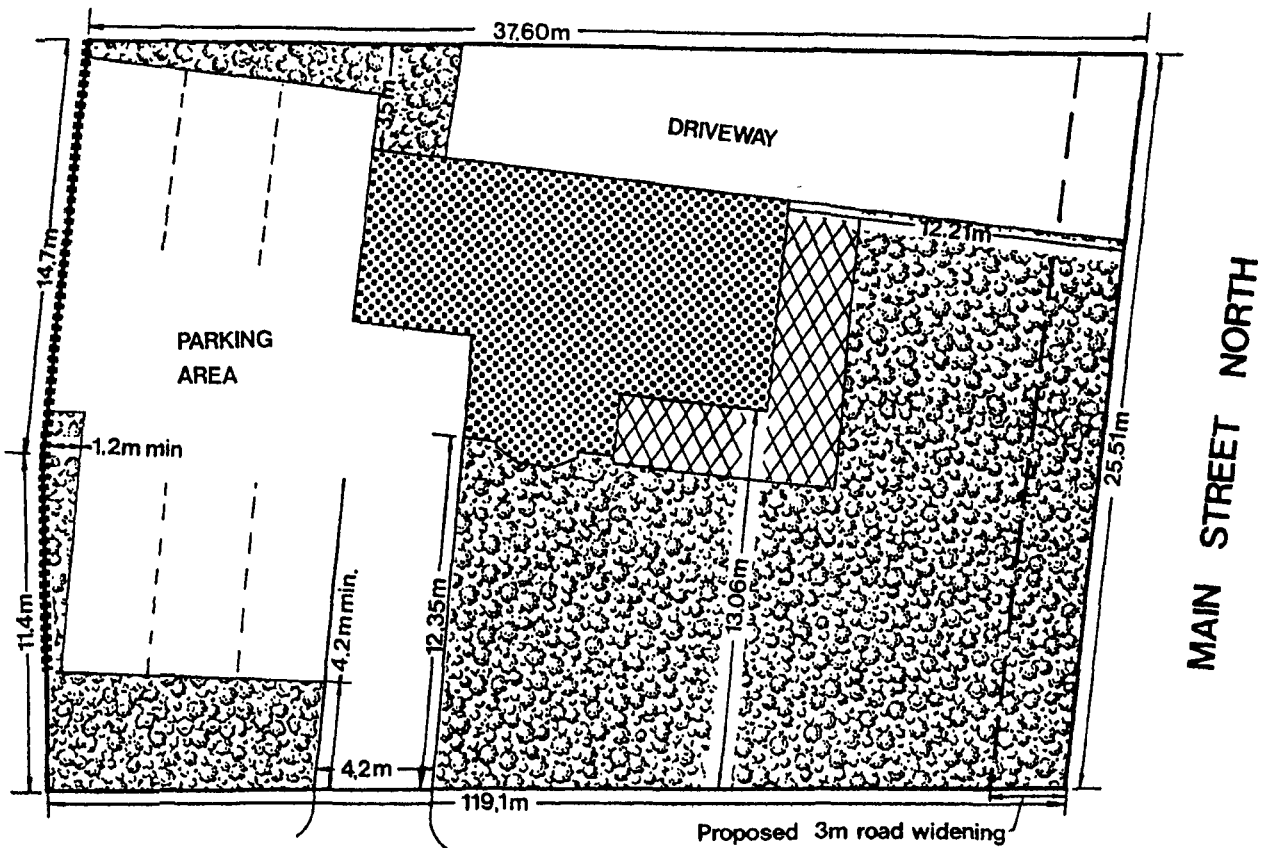 37.60m
3.5m
DRIVEWAY
12.21m
14.7m
PARKING
AREA
MAIN STREET NORTH
1.2m min
25.51m
11.4m
4.2m min.
12.35m
13.06m
4.2m
119,1m
Proposed 3m road widening